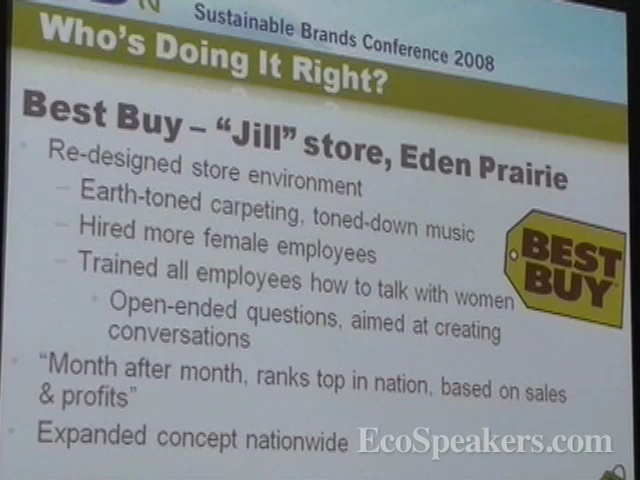 Sustainable Brands Conference 2008
Who's Doing It Right?
Best Buy – "Jill" store, Eden Prairie
Re-designed store environment
– Earth-toned carpeting, toned-down music
– Hired more female employees
– Trained all employees how to talk with women
• Open-ended questions, aimed at creating
conversations
BEST
BUY
• "Month after month, ranks top in nation, based on sales
& profits"
• Expanded concept nationwide
EcoSpeakers.com